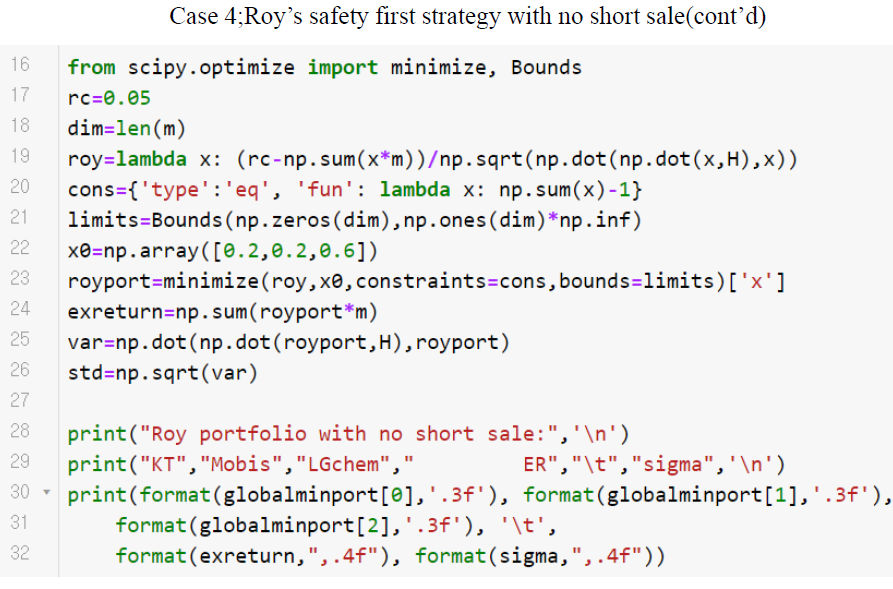 Case 4;Roy’s safety first strategy with no short sale(cont’d)
16 from scipy.optimize import minimize, Bounds
17 rc=0.05
18 dim=len(m)
19 roy=lambda x: (rc-np.sum(x*m))/np.sqrt(np.dot(np.dot(x,H),x))
20 cons={'type':'eq', 'fun': lambda x: np.sum(x)-1}
21 limits=Bounds(np.zeros(dim),np.ones(dim)*np.inf)
22 x0=np.array([0.2,0.2,0.6])
23 royport=minimize(roy,x0,constraints=cons,bounds=limits)['x']
24 exreturn=np.sum(royport*m)
25 var=np.dot(np.dot(royport,H),royport)
26 std=np.sqrt(var)
27
28 print("Roy portfolio with no short sale:",'\n')
29 print("KT","Mobis","LGchem","        ER","\t","sigma",'\n')
30 print(format(globalminport[0],'.3f'), format(globalminport[1],'.3f'),
31     format(globalminport[2],'.3f'), '\t',
32     format(exreturn,",.4f"), format(sigma,",.4f"))